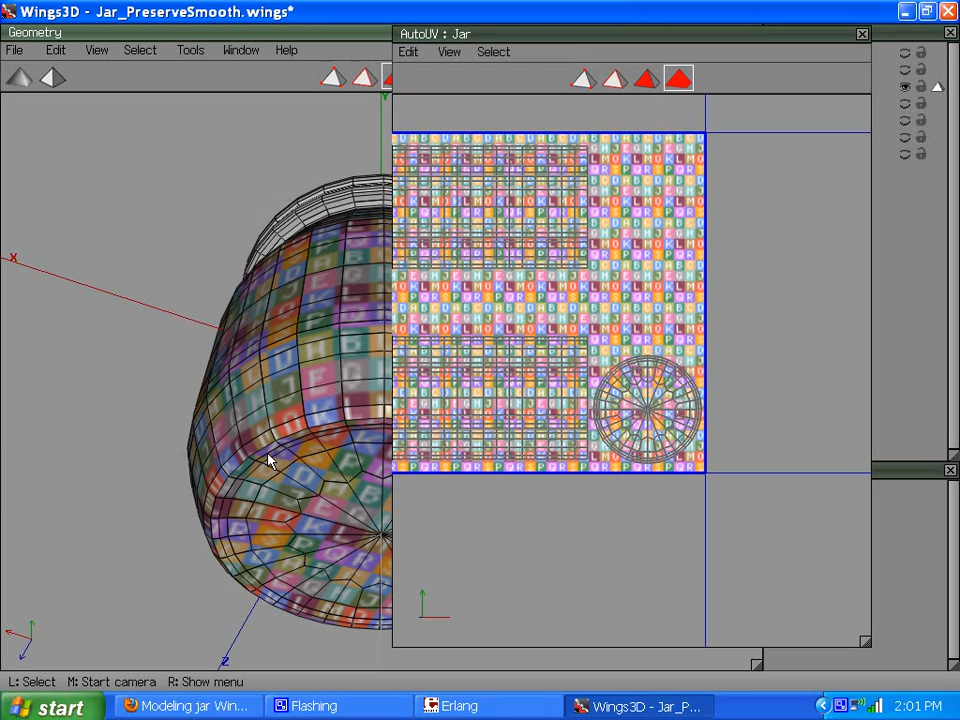 Wings3D - Jar_PreserveSmooth.wings*
Geometry
File Edit View Select Tools Window Help
AutoUV : Jar
Edit View Select
Y
X
Z
L: Select M: Start camera R: Show menu
start
Modeling jar Win...
Flashing
Erlang
Wings3D - Jar_P...
2:01 PM